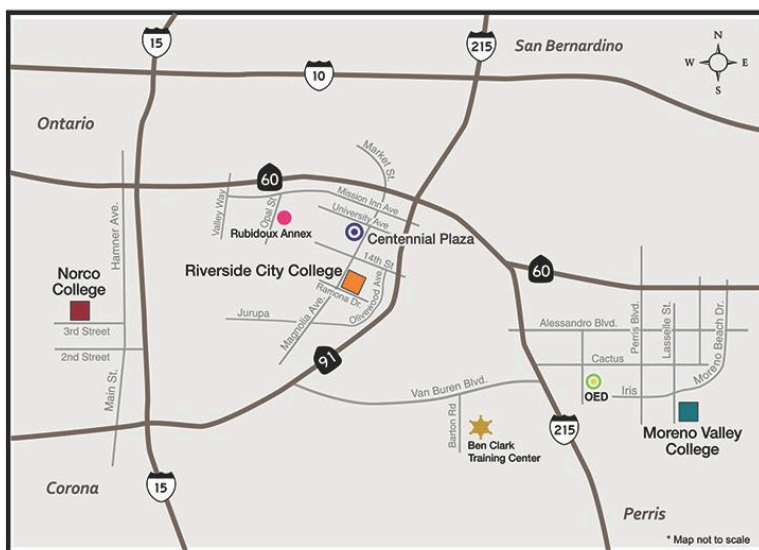 15
215
San Bernardino
N
W
E
S
10
Ontario
Market St.
60
Mission Inn Ave
Valley Way
Opal St
University Ave
Rubidoux Annex
Centennial Plaza
Hamner Ave.
14th St
60
Norco
College
Riverside City College
Ramona Dr.
Olivewood Ave
Perris Blvd.
Lasselle St.
Moreno Beach Dr.
3rd Street
Jurupa
Magnolia Ave.
Alessandro Blvd.
2nd Street
91
Cactus
Main St.
Van Buren Blvd.
OED
Iris
Barton Rd
215
Moreno Valley
College
Ben Clark
Training Center
Corona
15
Perris
* Map not to scale